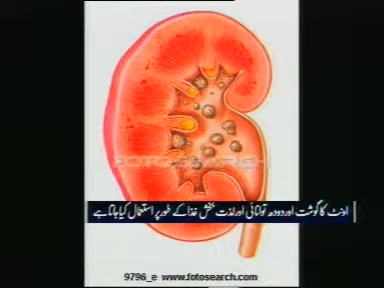 FOTOSEARCH
اونٹ کا گوشت اور دودھ توانائی اور لذت بخش غذا کے طور پر استعمال کیا جاتا ہے
9796_e www.fotosearch.com